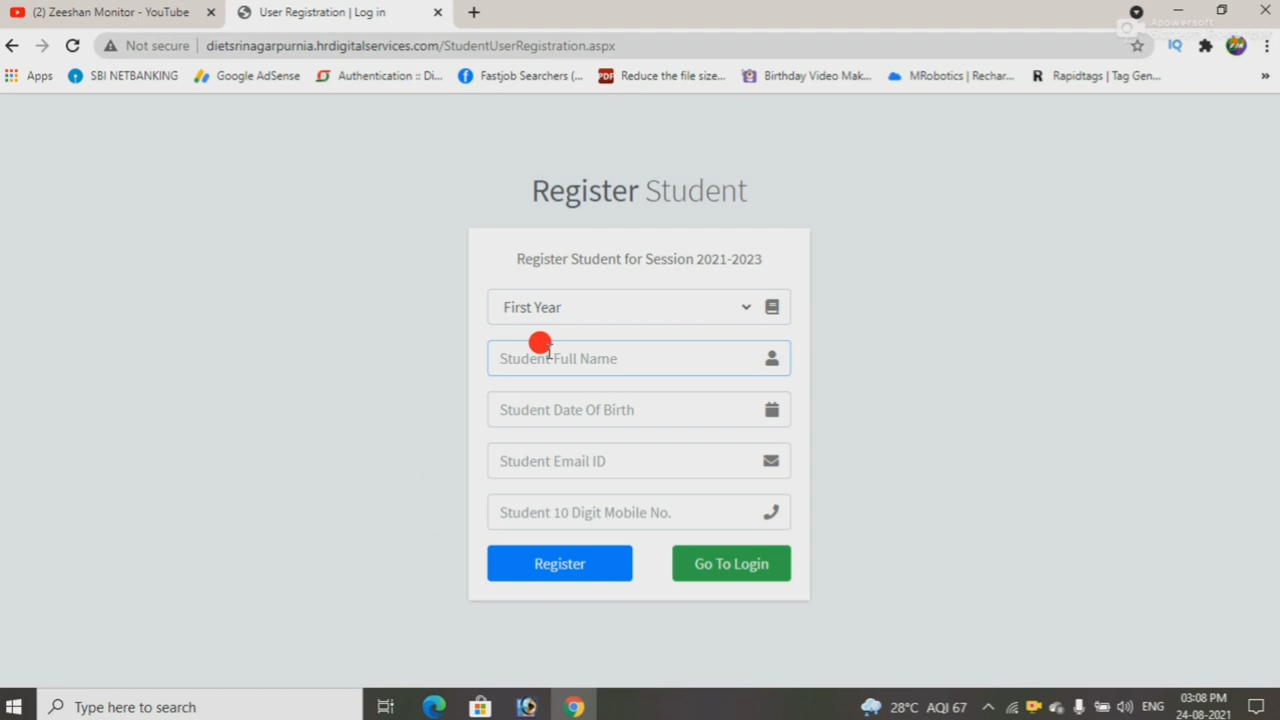 (2) Zeeshan Monitor - YouTube
User Registration | Log in
Apowersoft
Not secure
dietsrinagarpurnia.hrdigitalservices.com/StudentUserRegistration.aspx
Apps
SBI NETBANKING
Google AdSense
Authentication :: Di...
Fastjob Searchers (...
PDF
Reduce the file size...
Birthday Video Mak...
MRobotics | Rechar...
R
Rapidtags | Tag Gen...
»
Register Student
Register Student for Session 2021-2023
First Year
Student Full Name
Student Date Of Birth
Student Email ID
Student 10 Digit Mobile No.
Register
Go To Login
Type here to search
28°C AQI 67
ENG
03:08 PM
24-08-2021